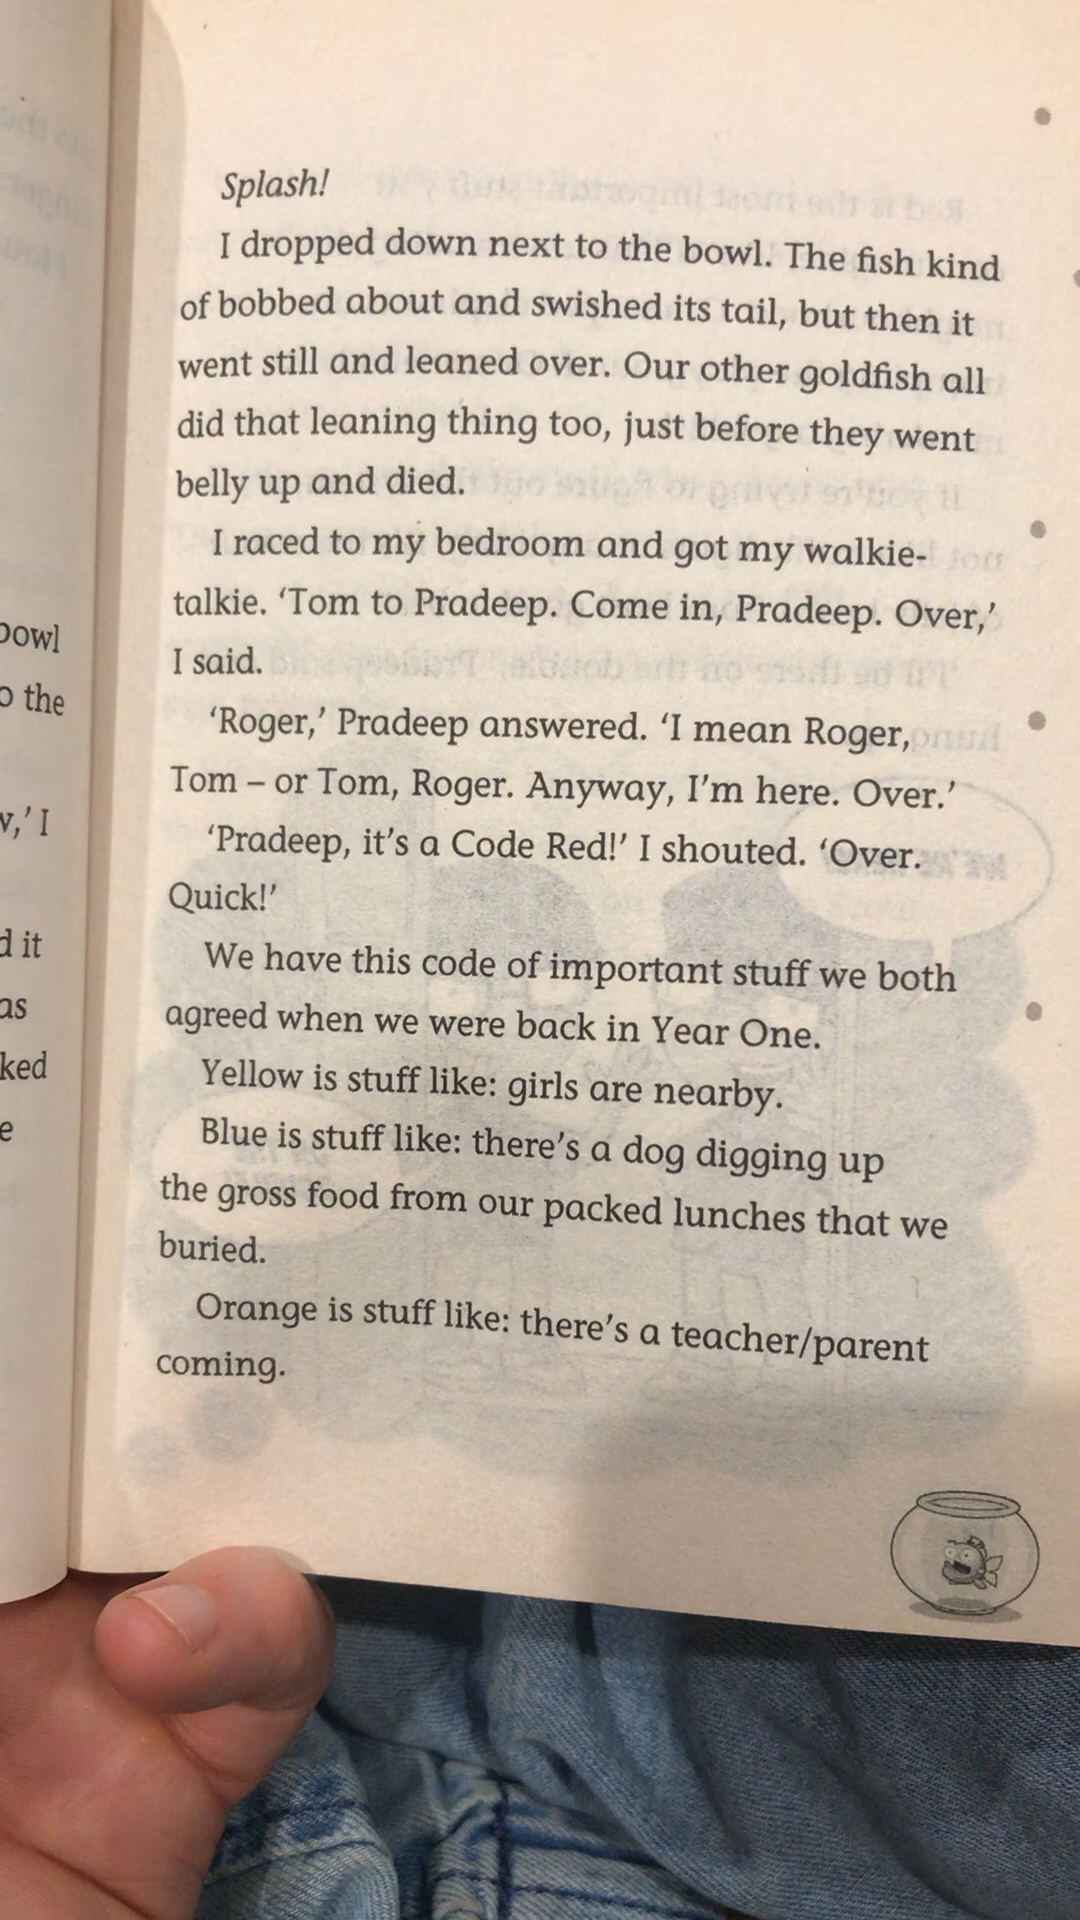 Splash!
I dropped down next to the bowl. The fish kind
of bobbed about and swished its tail, but then it
went still and leaned over. Our other goldfish all
did that leaning thing too, just before they went
belly up and died.
I raced to my bedroom and got my walkie-
talkie. ‘Tom to Pradeep. Come in, Pradeep. Over,’
I said.
‘Roger,’ Pradeep answered. ‘I mean Roger,
Tom – or Tom, Roger. Anyway, I’m here. Over.’
‘Pradeep, it’s a Code Red!’ I shouted. ‘Over.
Quick!’
We have this code of important stuff we both
agreed when we were back in Year One.
Yellow is stuff like: girls are nearby.
Blue is stuff like: there’s a dog digging up
the gross food from our packed lunches that we
buried.
Orange is stuff like: there’s a teacher/parent
coming.